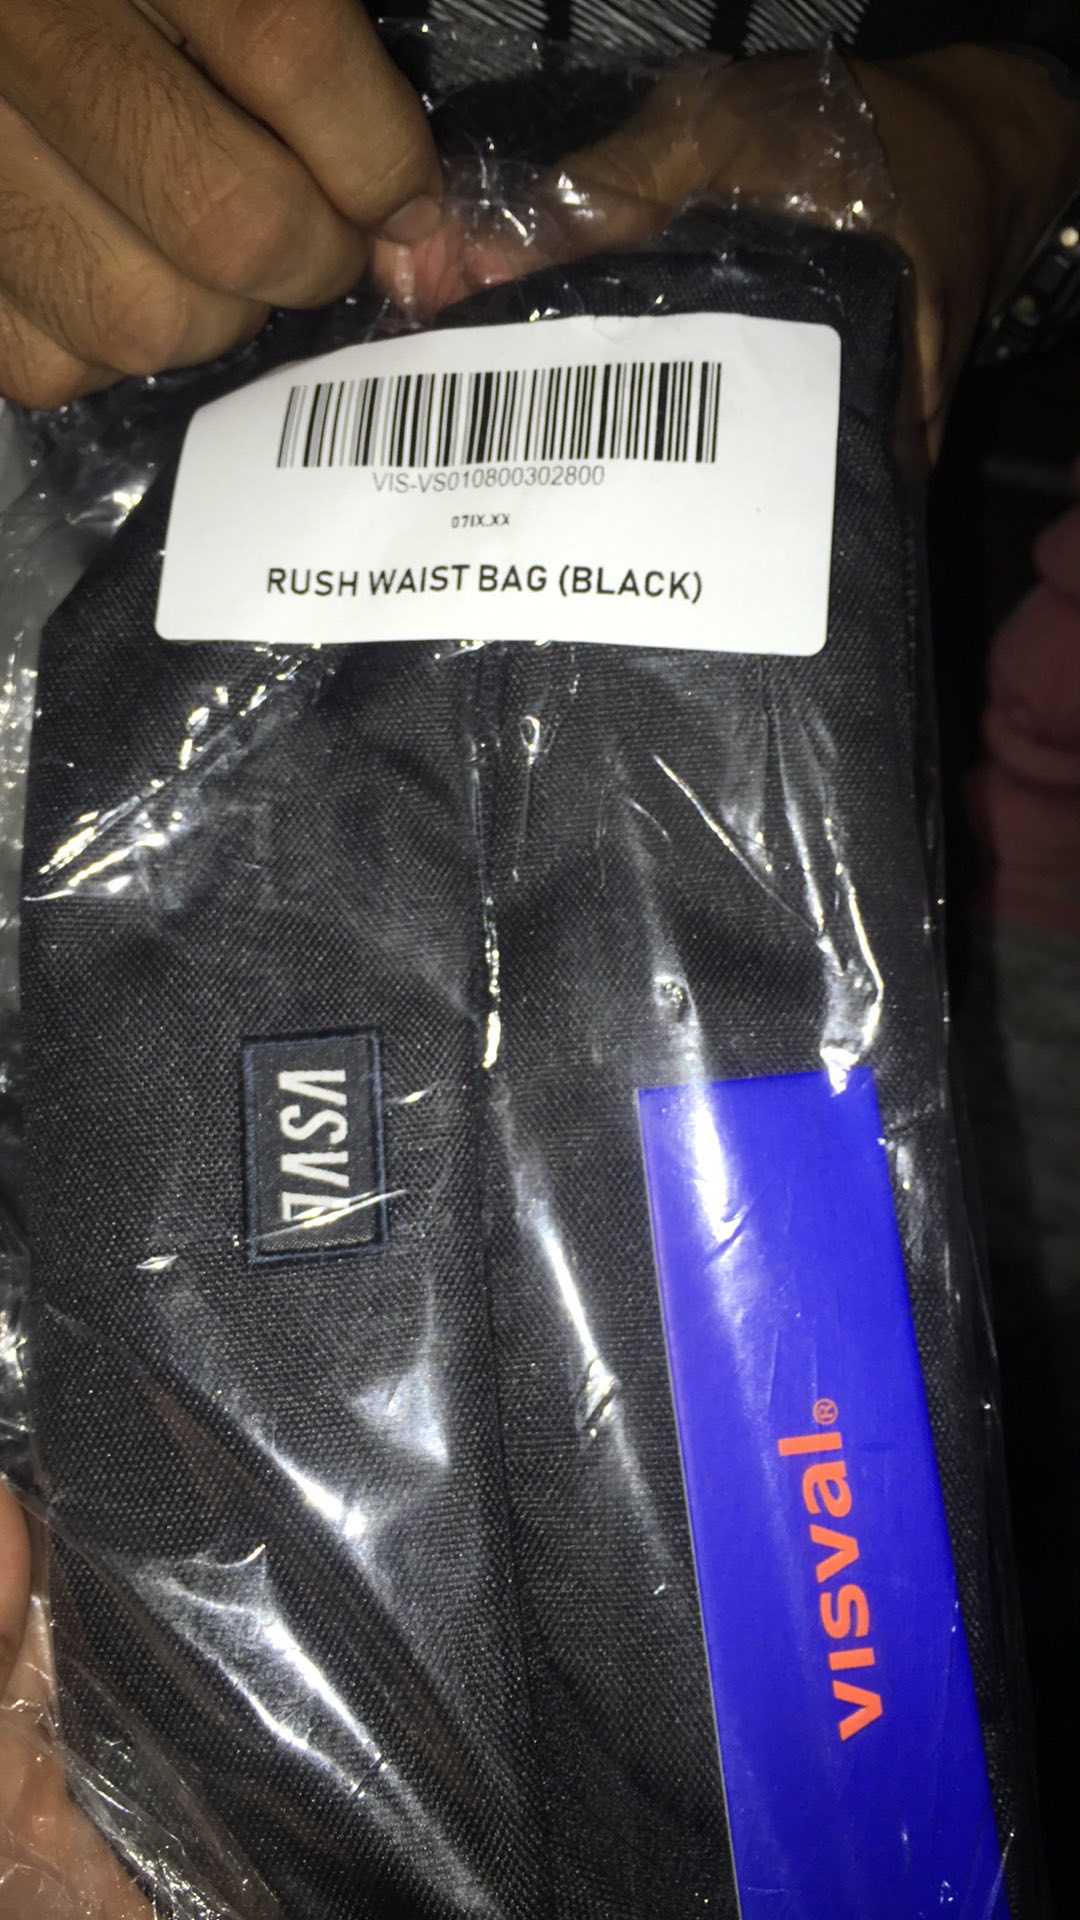 VIS-VS010800302800
07IX.XX
RUSH WAIST BAG (BLACK)
VSVL
visval®